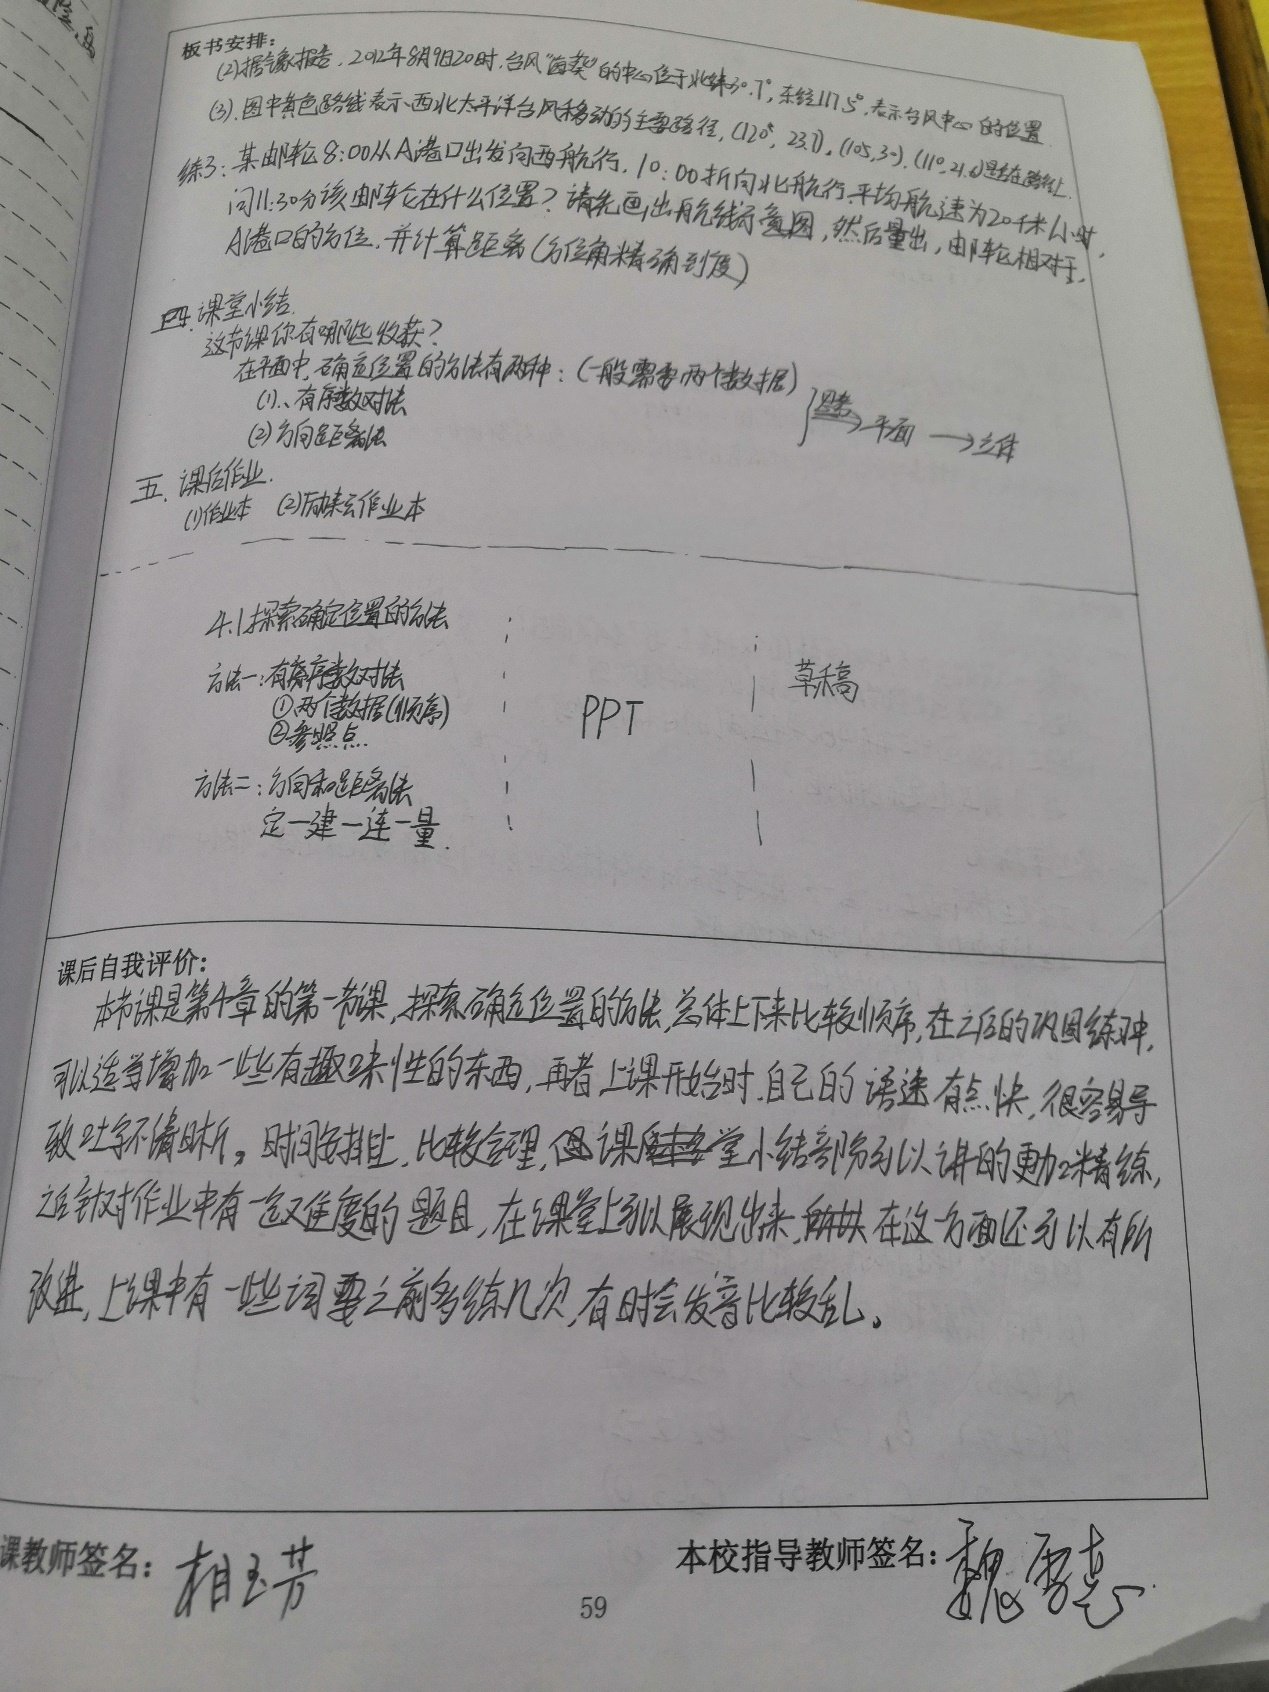 板书安排:
(2)据气象报告，2012年8月9日20时，台风"海葵"的中心位于北纬30.7°，东经117.5°，表示台风中心的位置
(3)．图中黄色路线表示西北太平洋台风移动的主要路径，(120°，23.1)，(105,30)，(110,21.6)是否在路径上
练3：某邮轮8:00从A港口出发向西航行，10:00折向北航行，平均航速为20千米/小时，
问11:30分该邮轮在什么位置？请先画出航线示意图，然后量出，邮轮相对于
A港口的方位，并计算距离(方位角精确到度)
四．课堂小结
这节课你有哪些收获？
在平面中，确定位置的方法有两种：(一般需要两个数据)
(1)、有序数对法
(2)方向距离法
平面 → 立体
五．课后作业．
(1)作业本 (2)励耘云作业本
4.1探索确定位置的方法
方法一：有序数对法
①两个数据(顺序)
②参照点
方法二：方向和距离法
定一建一连一量．
PPT
草稿
课后自我评价:
本节课是第4章的第一节课，探索确定位置的方法，总体上下来比较顺序，在之后的巩固练习中，
可以适当增加一些有趣味性的东西，再者，上课开始时，自己的语速有点快，很容易导
致吐字不清晰。时间安排上，比较合理，但课堂小结部分可以讲的更加精练，
之后针对作业中有一定难度的题目，在课堂上可以展现出来，在这一方面还可以有所
改进，上课中有一些词要之前多练几次，有时会发音比较乱。
课教师签名: 相玉芳
本校指导教师签名: 魏雪
59